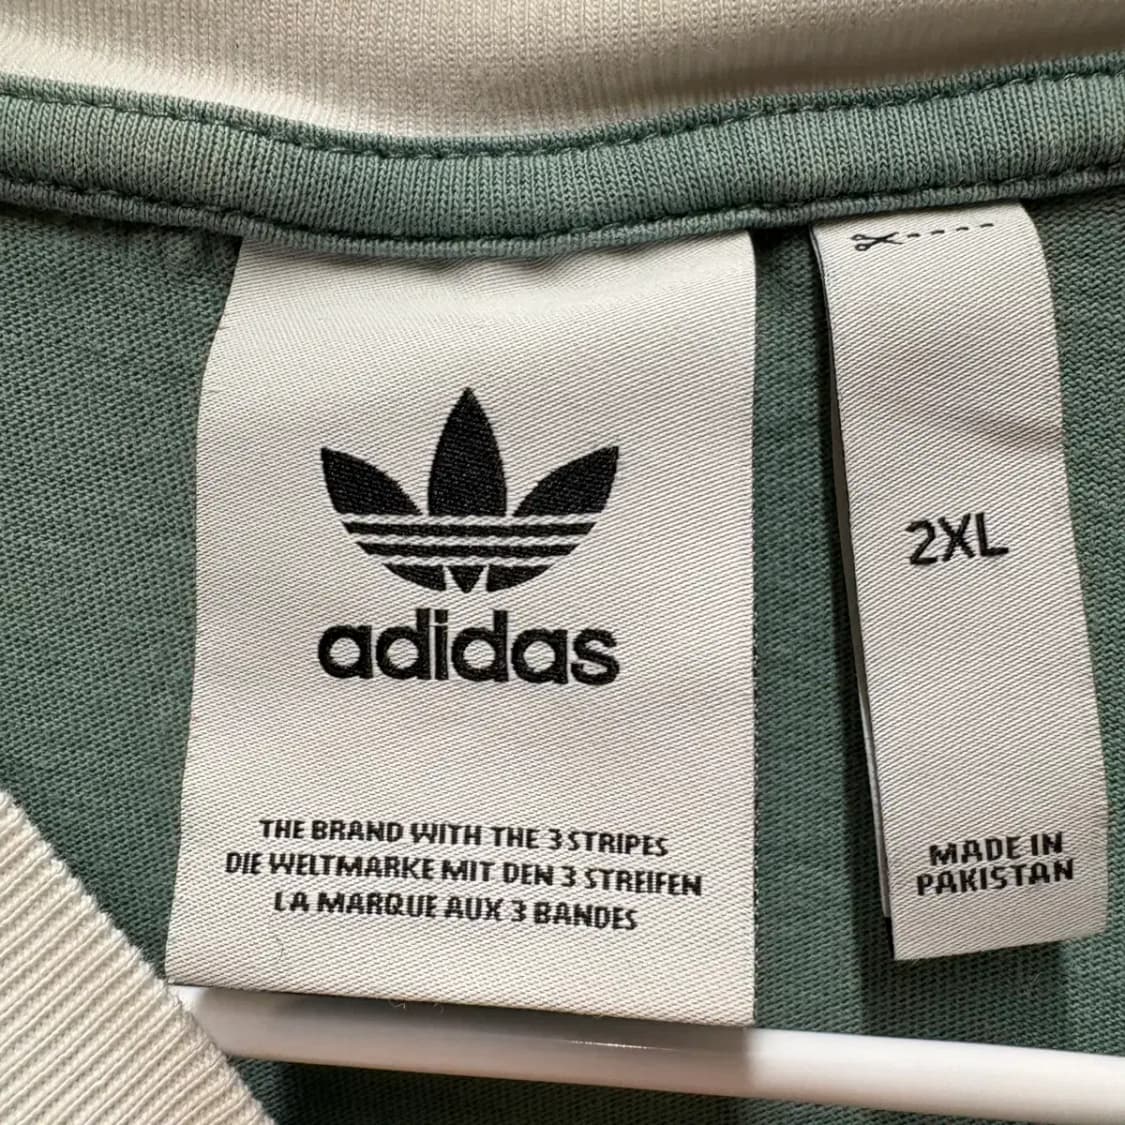 adidas
THE BRAND WITH THE 3 STRIPES
DIE WELTMARKE MIT DEN 3 STREIFEN
LA MARQUE AUX 3 BANDES
2XL
MADE IN
PAKISTAN